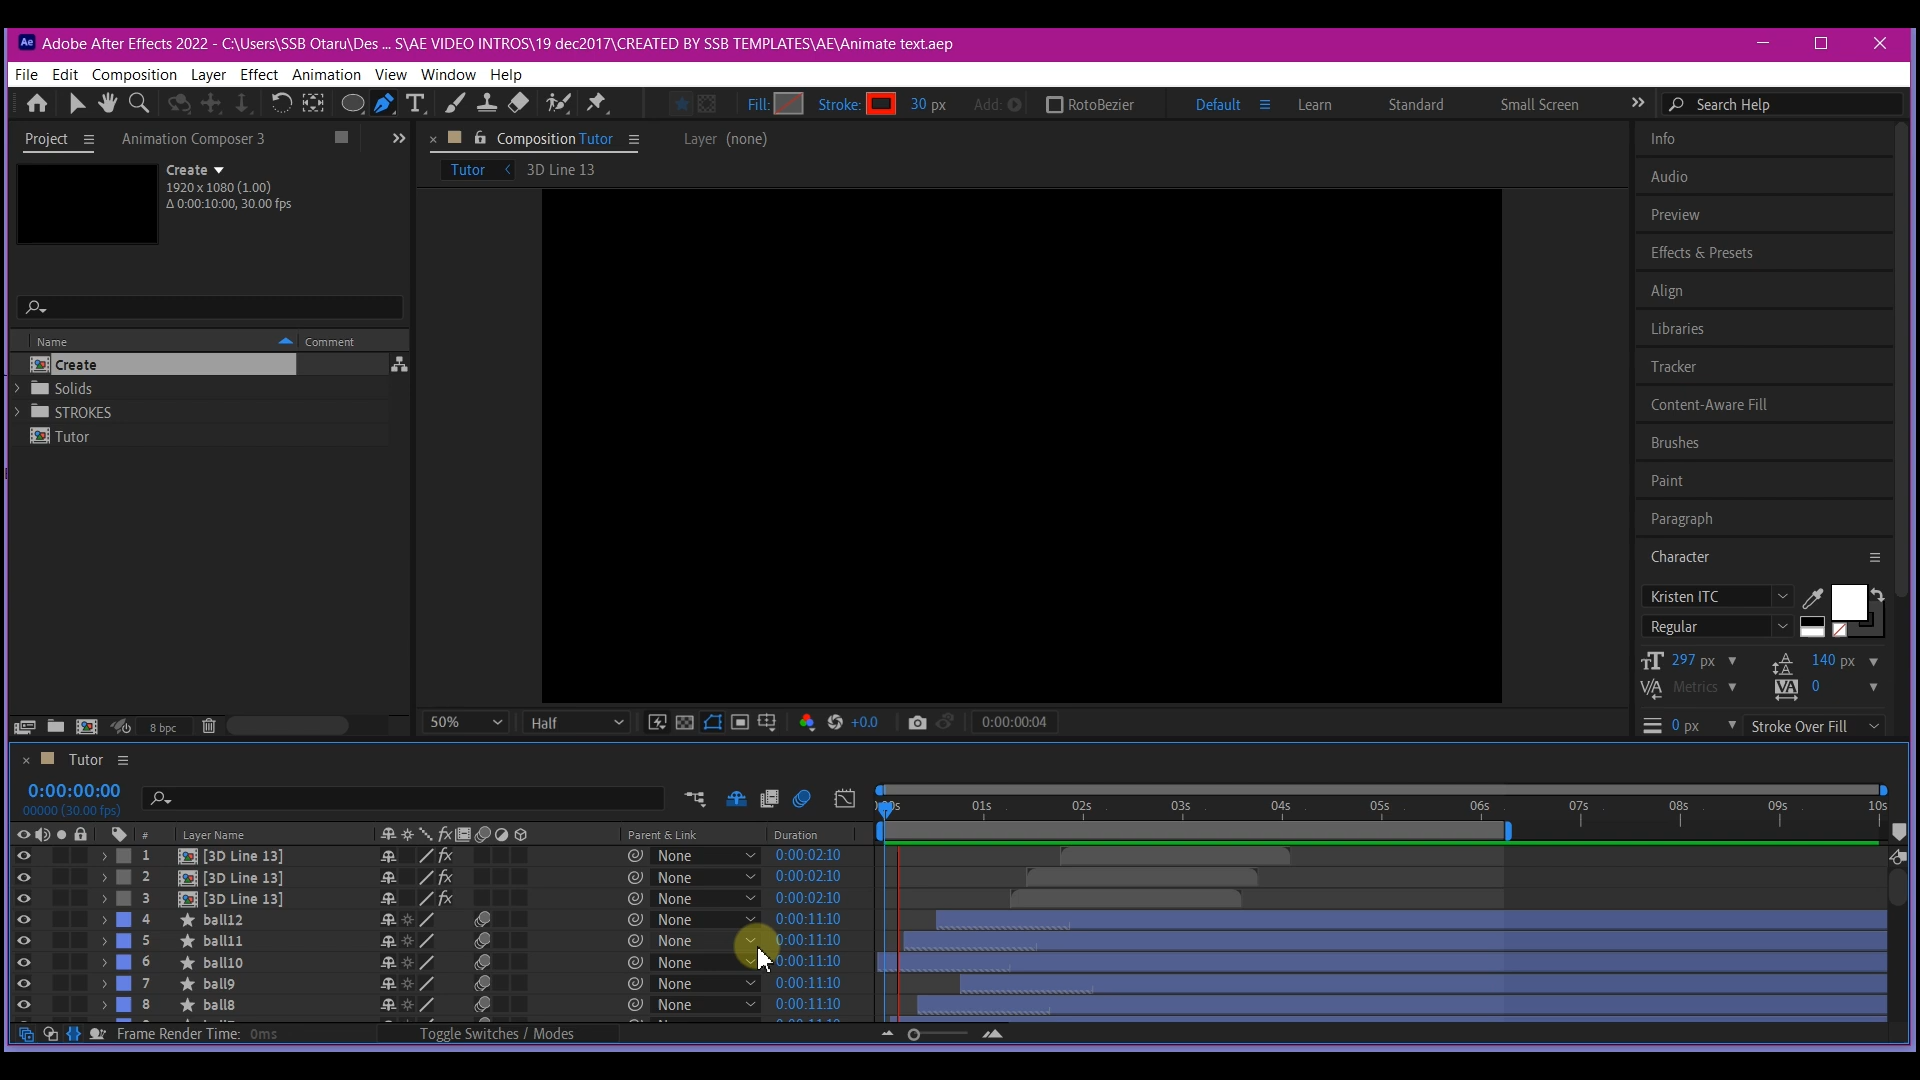 Ae Adobe After Effects 2022 - C:\Users\SSB Otaru\Des ... S\AE VIDEO INTROS\19 dec2017\CREATED BY SSB TEMPLATES\AE\Animate text.aep
File Edit Composition Layer Effect Animation View Window Help
Fill: Stroke: 30 px Add: RotoBezier Default Learn Standard Small Screen Search Help
Project Animation Composer 3
Composition Tutor Layer (none)
Tutor 3D Line 13
Create
1920 x 1080 (1.00)
Δ 0:00:10:00, 30.00 fps
Name Comment
Create
Solids
STROKES
Tutor
8 bpc
50% Half +0.0 0:00:00:04
Info
Audio
Preview
Effects & Presets
Align
Libraries
Tracker
Content-Aware Fill
Brushes
Paint
Paragraph
Character
Kristen ITC
Regular
297 px 140 px
Metrics 0
0 px Stroke Over Fill
Tutor
0:00:00:00
00000 (30.00 fps)
01s 02s 03s 04s 05s 06s 07s 08s 09s 10s
# Layer Name Parent & Link Duration
1 [3D Line 13] None 0:00:02:10
2 [3D Line 13] None 0:00:02:10
3 [3D Line 13] None 0:00:02:10
4 ball12 None 0:00:11:10
5 ball11 None 0:00:11:10
6 ball10 None 0:00:11:10
7 ball9 None 0:00:11:10
8 ball8 None 0:00:11:10
Frame Render Time: 0ms Toggle Switches / Modes